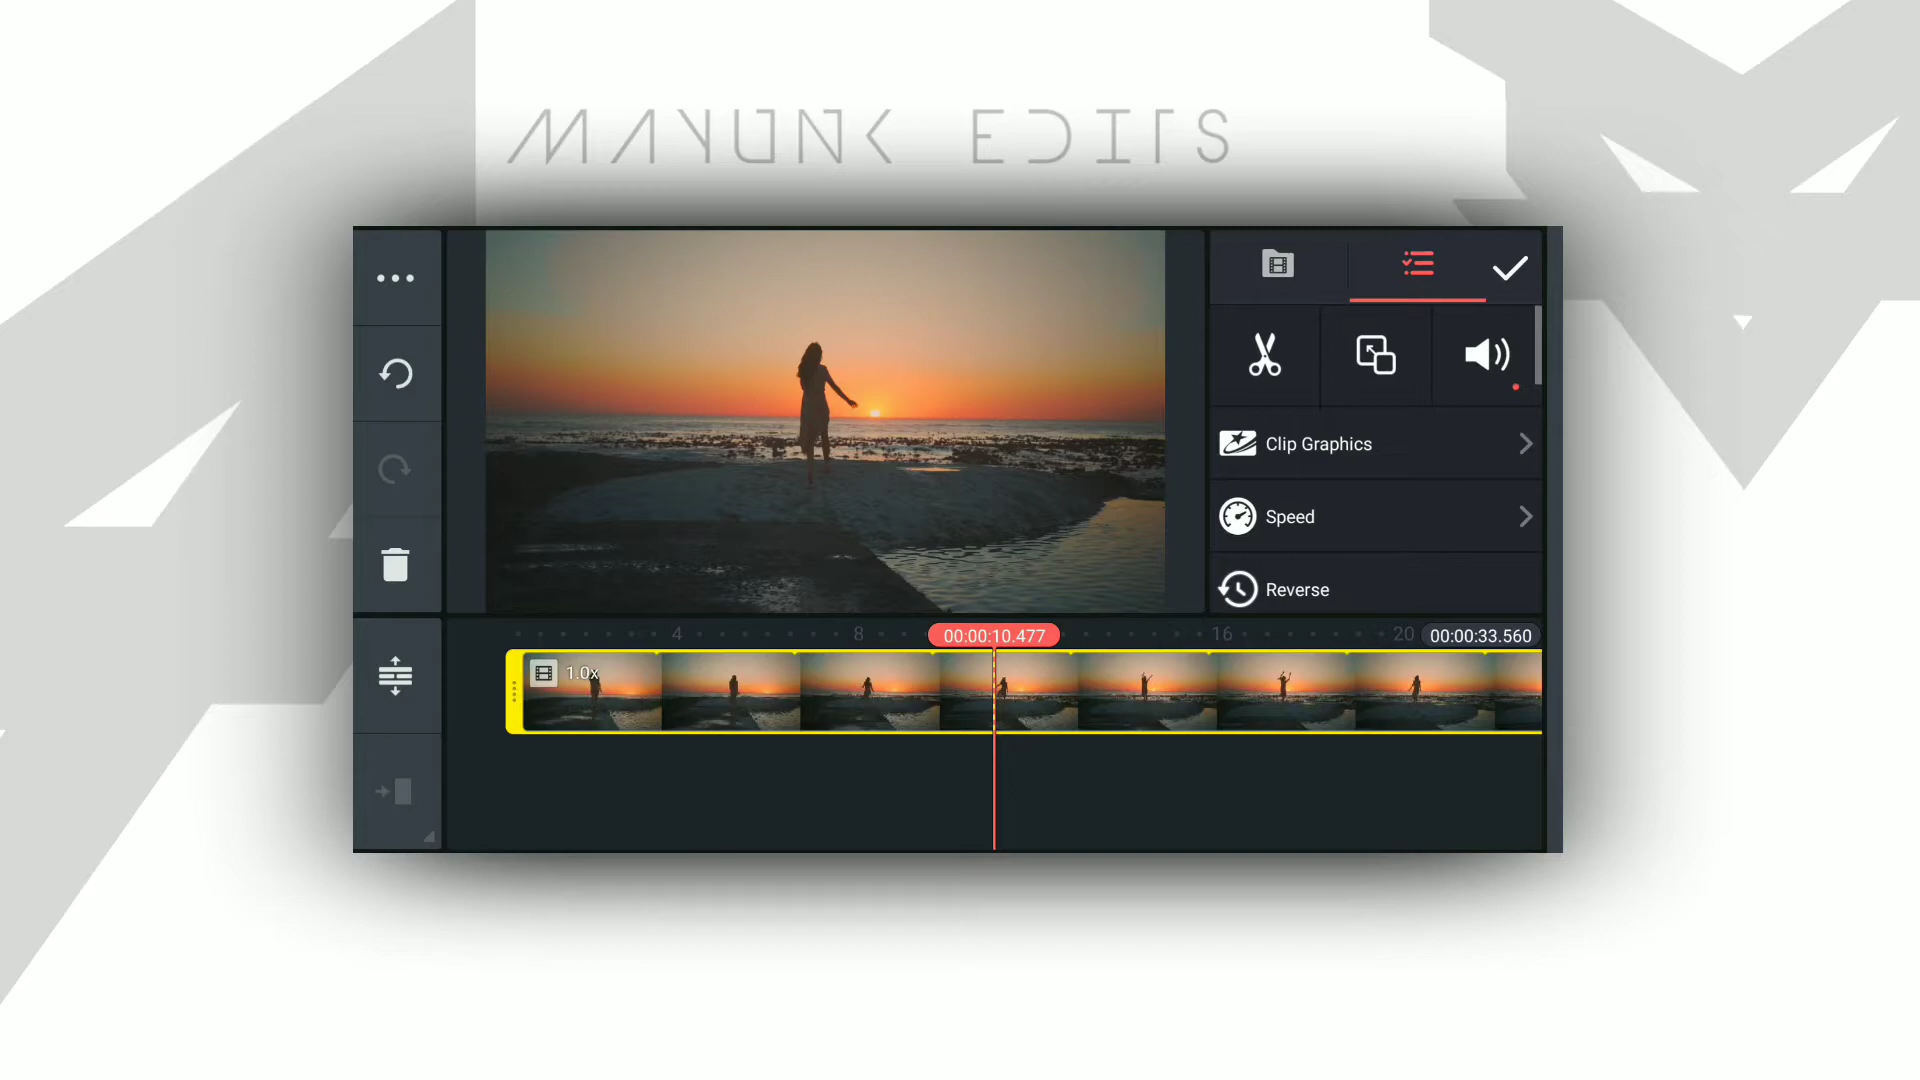 MAYUNK EDITS
Clip Graphics
Speed
Reverse
4 8 00:00:10.477 16 20 00:00:33.560
1.0x